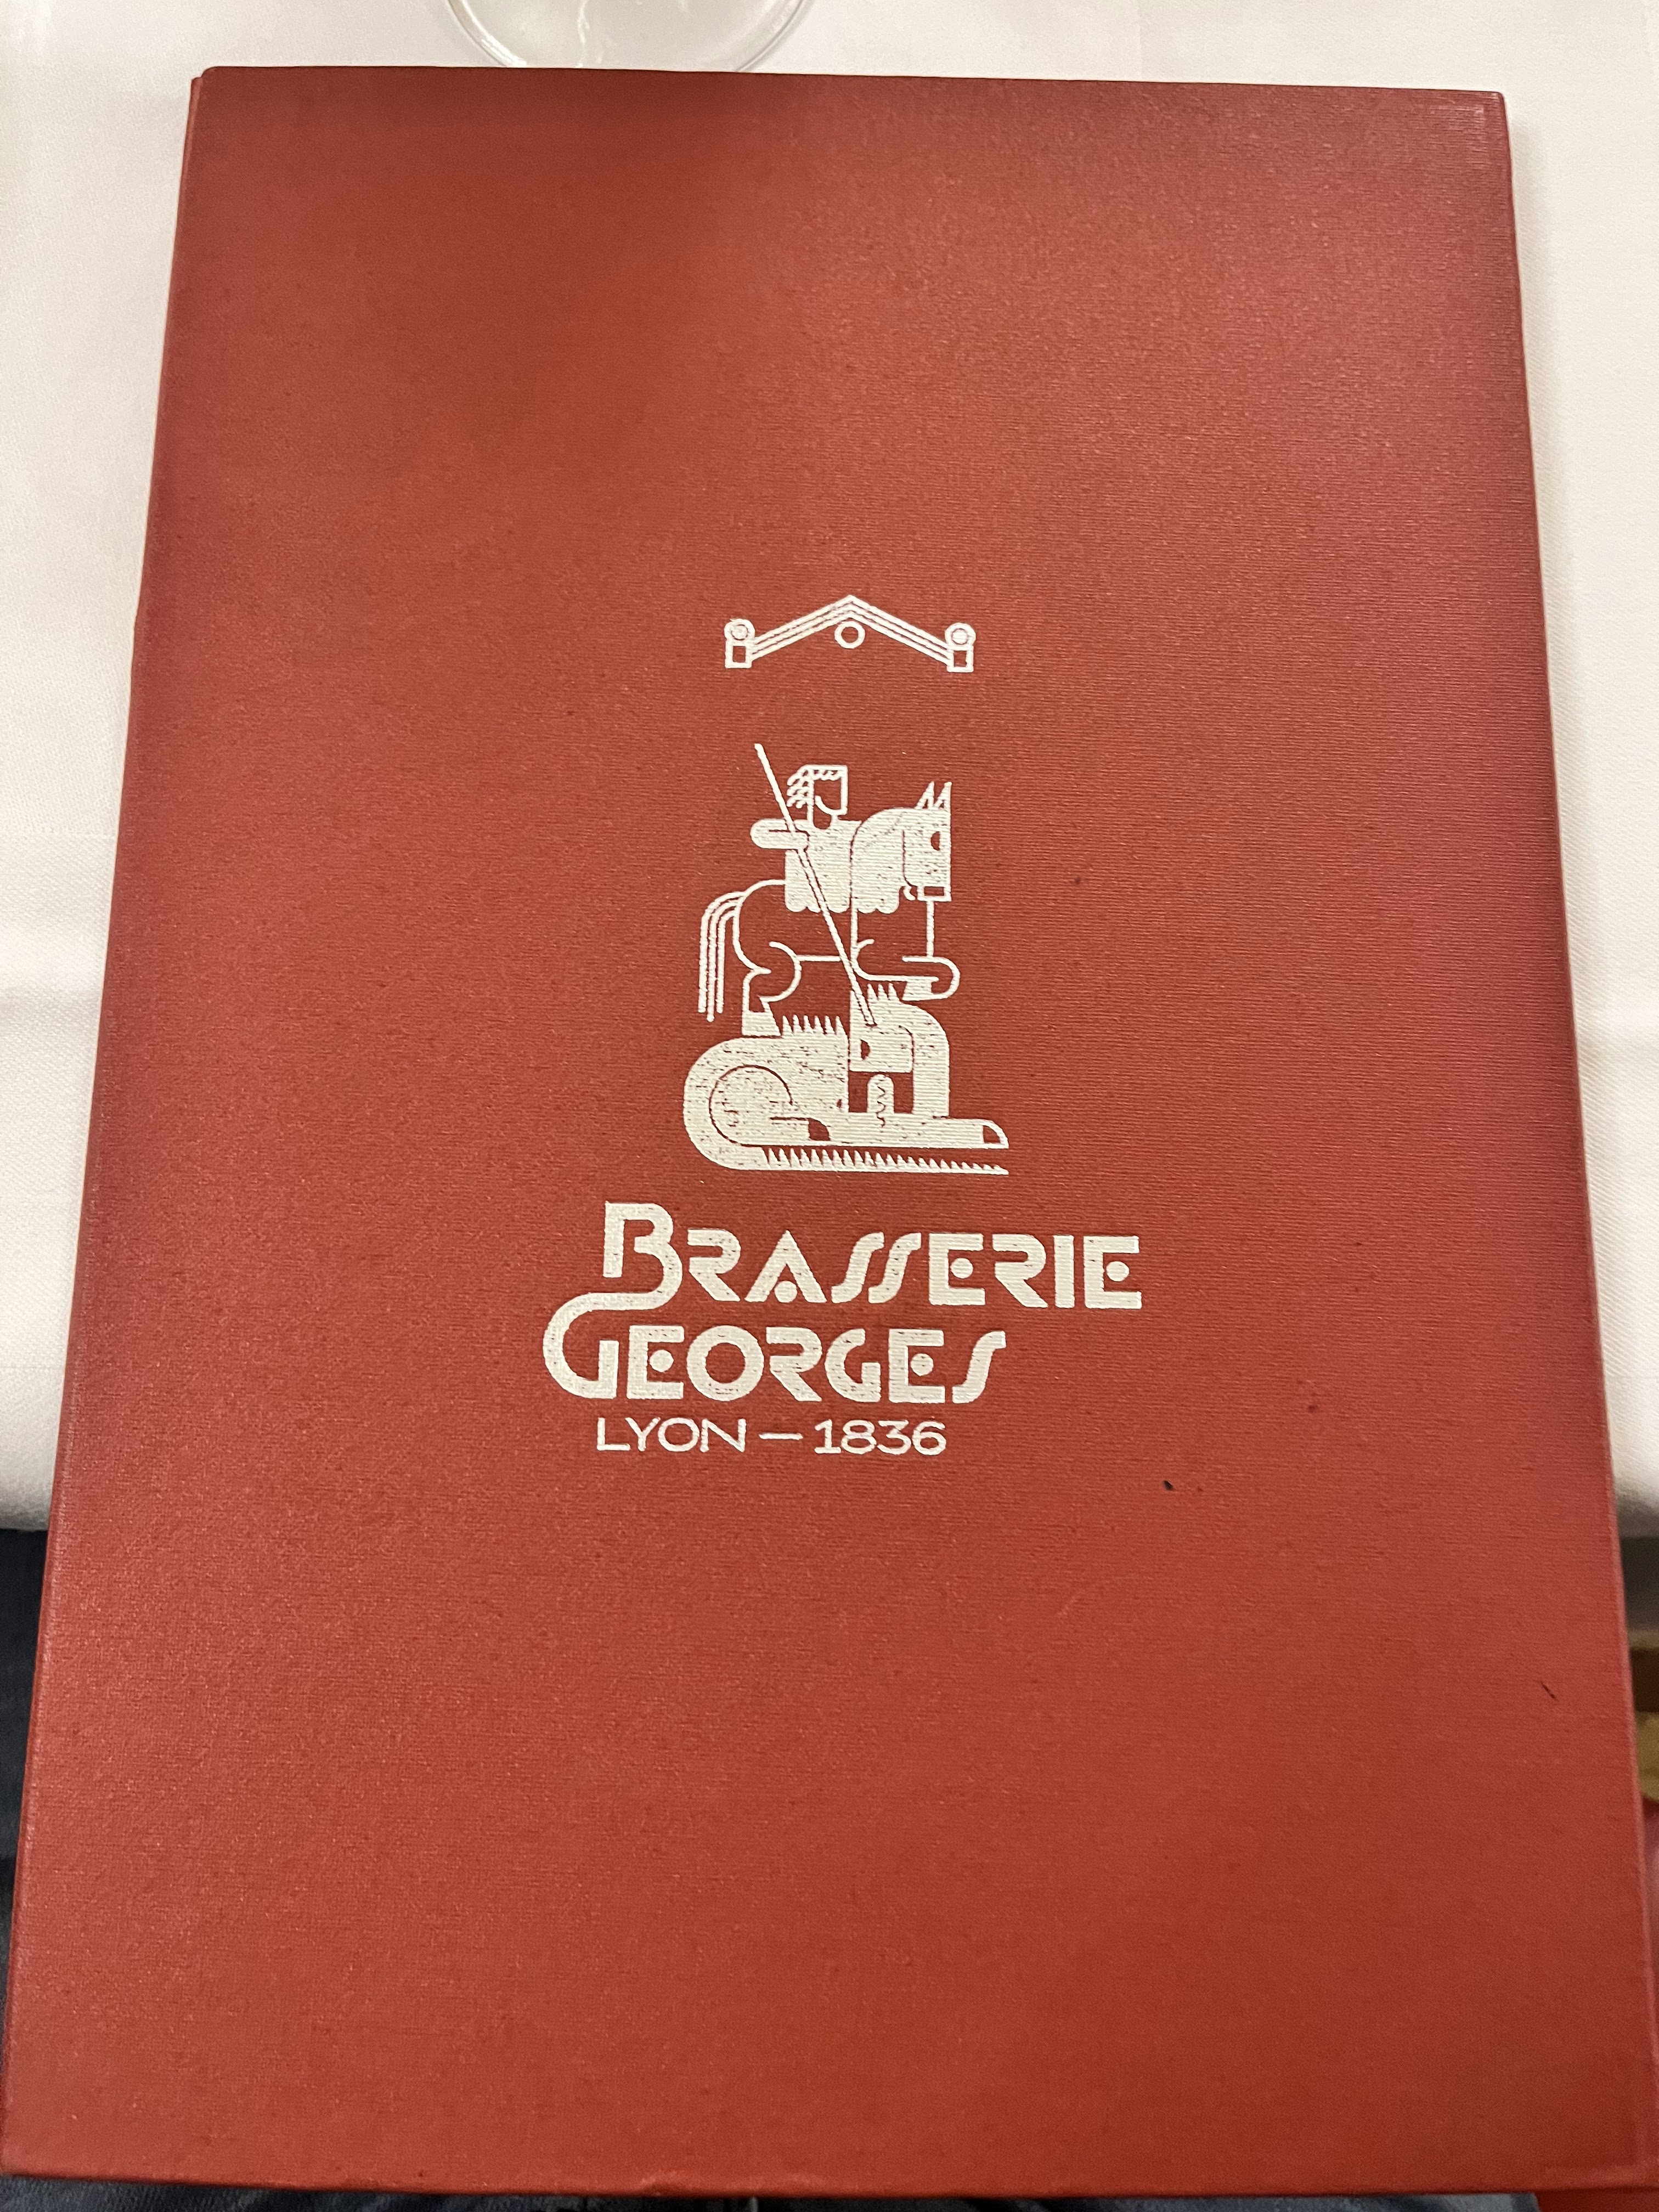 BRASSERIE
GEORGES
LYON — 1836